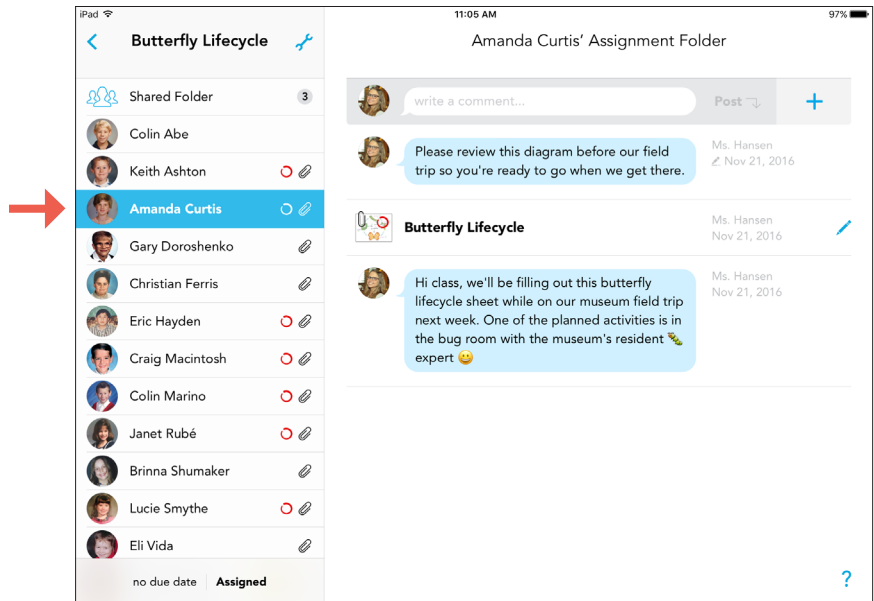 iPad 11:05 AM 97%
Butterfly Lifecycle
Shared Folder 3
Colin Abe
Keith Ashton
Amanda Curtis
Gary Doroshenko
Christian Ferris
Eric Hayden
Craig Macintosh
Colin Marino
Janet Rubé
Brinna Shumaker
Lucie Smythe
Eli Vida
no due date Assigned
Amanda Curtis’ Assignment Folder
write a comment... Post +
Please review this diagram before our field
trip so you're ready to go when we get there.
Ms. Hansen
Nov 21, 2016
Butterfly Lifecycle
Ms. Hansen
Nov 21, 2016
Hi class, we'll be filling out this butterfly
lifecycle sheet while on our museum field trip
next week. One of the planned activities is in
the bug room with the museum's resident 🐛
expert 😀
Ms. Hansen
Nov 21, 2016
?